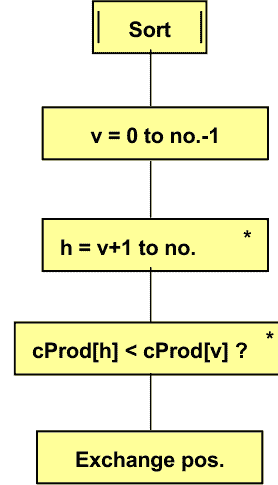 Sort
v = 0 to no.-1
h = v+1 to no. *
cProd[h] < cProd[v] ? *
Exchange pos.